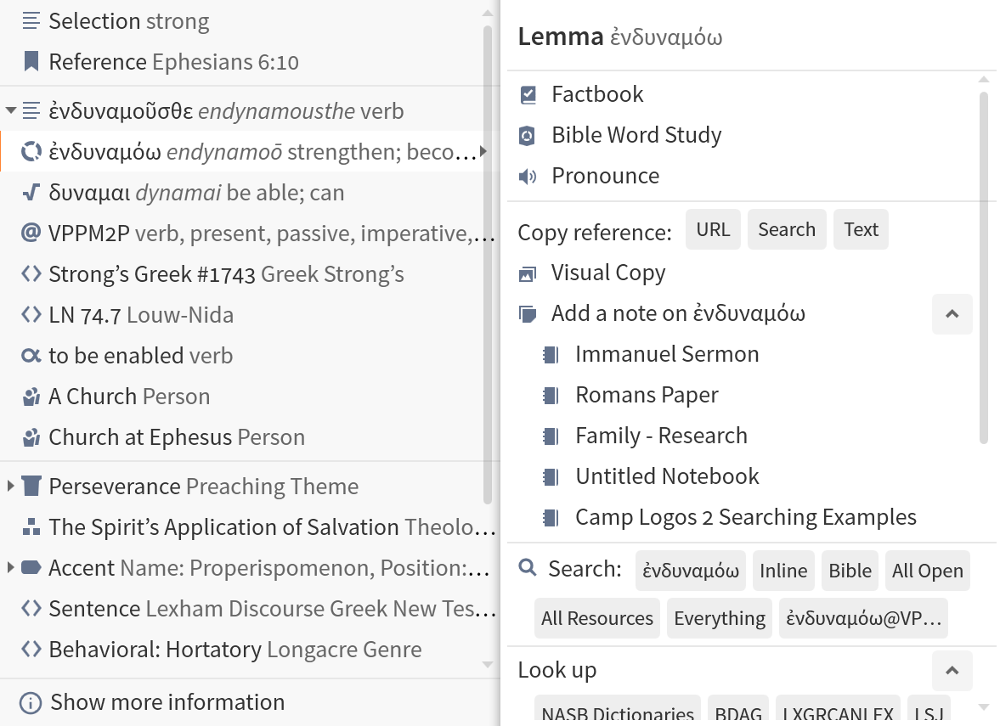 Selection strong
Reference Ephesians 6:10
ἐνδυναμοῦσθε endynamousthe verb
ἐνδυναμόω endynamoō strengthen; beco…
δυναμαι dynamai be able; can
VPPM2P verb, present, passive, imperative,…
Strong’s Greek #1743 Greek Strong’s
LN 74.7 Louw-Nida
to be enabled verb
A Church Person
Church at Ephesus Person
Perseverance Preaching Theme
The Spirit’s Application of Salvation Theolo…
Accent Name: Properispomenon, Position:…
Sentence Lexham Discourse Greek New Tes…
Behavioral: Hortatory Longacre Genre
Show more information
Lemma ἐνδυναμόω
Factbook
Bible Word Study
Pronounce
Copy reference: URL Search Text
Visual Copy
Add a note on ἐνδυναμόω
Immanuel Sermon
Romans Paper
Family - Research
Untitled Notebook
Camp Logos 2 Searching Examples
Search: ἐνδυναμόω Inline Bible All Open
All Resources Everything ἐνδυναμόω@VP…
Look up
NASB Dictionaries BDAG LXGRCANLEX LSJ